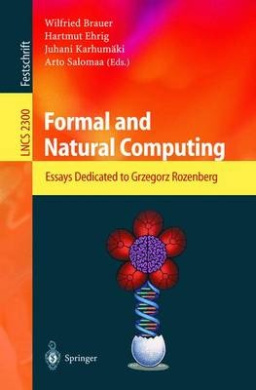 Wilfried Brauer
Hartmut Ehrig
Juhani Karhumäki
Arto Salomaa (Eds.)
Festschrift
LNCS 2300
Formal and
Natural Computing
Essays Dedicated to Grzegorz Rozenberg
Springer